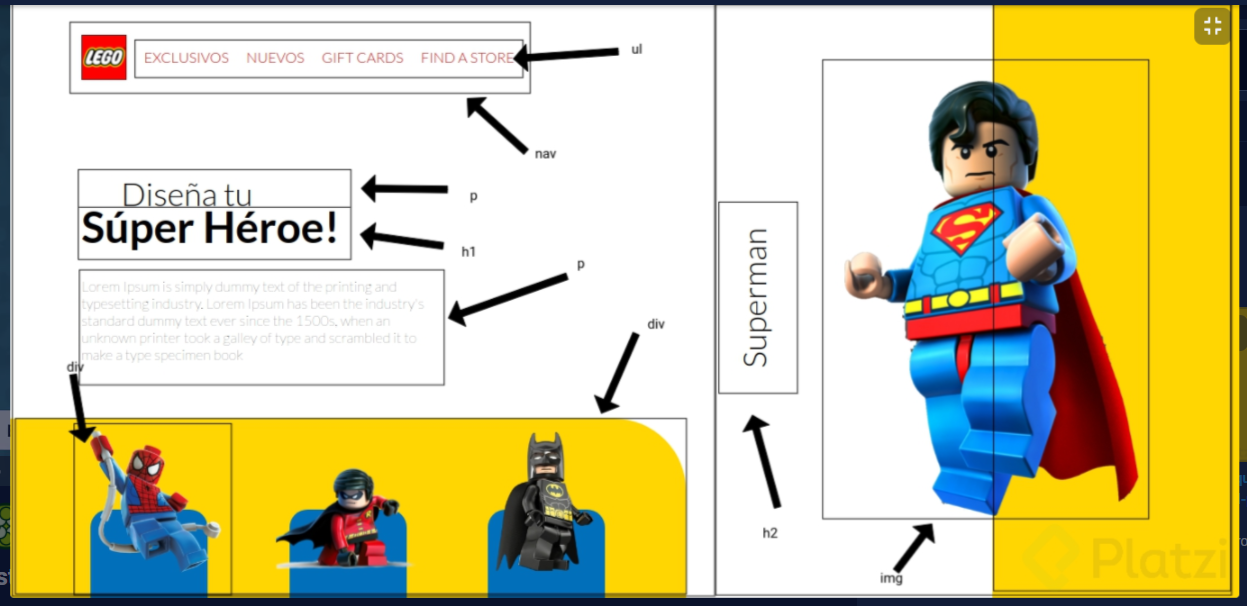 LEGO
EXCLUSIVOS NUEVOS GIFT CARDS FIND A STORE
ul
nav
Diseña tu
p
Súper Héroe!
h1
p
Lorem Ipsum is simply dummy text of the printing and
typesetting industry. Lorem Ipsum has been the industry's
standard dummy text ever since the 1500s, when an
unknown printer took a galley of type and scrambled it to
make a type specimen book
div
div
Superman
h2
img
Platzi